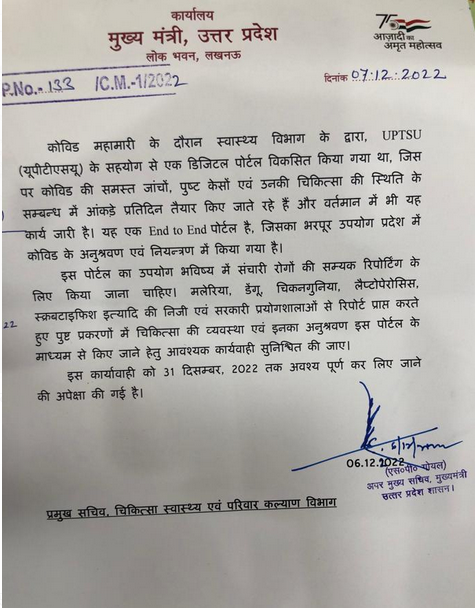 कार्यालय
मुख्य मंत्री, उत्तर प्रदेश
लोक भवन, लखनऊ
75
आज़ादी का
अमृत महोत्सव
P.No.- 133 /C.M.-1/2022
दिनांक 07.12.2022
कोविड महामारी के दौरान स्वास्थ्य विभाग के द्वारा, UPTSU
(यूपीटीएसयू) के सहयोग से एक डिजिटल पोर्टल विकसित किया गया था, जिस
पर कोविड की समस्त जांचों, पुष्ट केसों एवं उनकी चिकित्सा की स्थिति के
सम्बन्ध में आंकड़े प्रतिदिन तैयार किए जाते रहे हैं और वर्तमान में भी यह
कार्य जारी है। यह एक End to End पोर्टल है, जिसका भरपूर उपयोग प्रदेश में
कोविड के अनुश्रवण एवं नियन्त्रण में किया गया है।
इस पोर्टल का उपयोग भविष्य में संचारी रोगों की सम्यक रिपोर्टिंग के
लिए किया जाना चाहिए। मलेरिया, डेंगू, चिकनगुनिया, लैप्टोपेरोसिस,
स्क्रबटाइफिश इत्यादि की निजी एवं सरकारी प्रयोगशालाओं से रिपोर्ट प्राप्त करते
22
हुए पुष्ट प्रकरणों में चिकित्सा की व्यवस्था एवं इनका अनुश्रवण इस पोर्टल के
माध्यम से किए जाने हेतु आवश्यक कार्यवाही सुनिश्चित की जाए।
इस कार्यवाही को 31 दिसम्बर, 2022 तक अवश्य पूर्ण कर लिए जाने
की अपेक्षा की गई है।
06.12.2022
(एस०पी० गोयल)
अपर मुख्य सचिव, मुख्यमंत्री
उत्तर प्रदेश शासन।
प्रमुख सचिव, चिकित्सा स्वास्थ्य एवं परिवार कल्याण विभाग